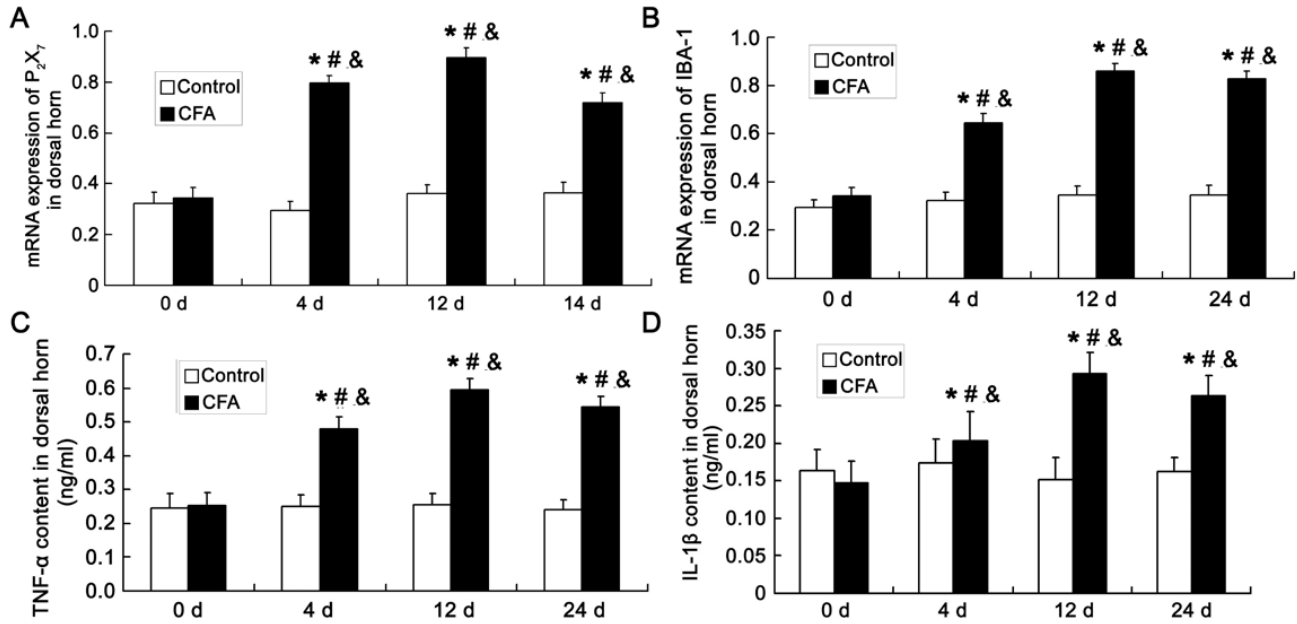 A
mRNA expression of P₂X₇
in dorsal horn
1.0
0.8
0.6
0.4
0.2
0
Control
CFA
* # &
* # &
* # &
0 d
4 d
12 d
14 d
B
mRNA expression of IBA-1
in dorsal horn
1.0
0.8
0.6
0.4
0.2
0
Control
CFA
* # &
* # &
* # &
0 d
4 d
12 d
24 d
C
TNF-α content in dorsal horn
(ng/ml)
0.7
0.6
0.5
0.4
0.3
0.2
0.1
0.0
Control
CFA
* # &
* # &
* # &
0 d
4 d
12 d
24 d
D
IL-1β content in dorsal horn
(ng/ml)
0.35
0.30
0.25
0.20
0.15
0.10
0.05
0
Control
CFA
* # &
* # &
* # &
0 d
4 d
12 d
24 d